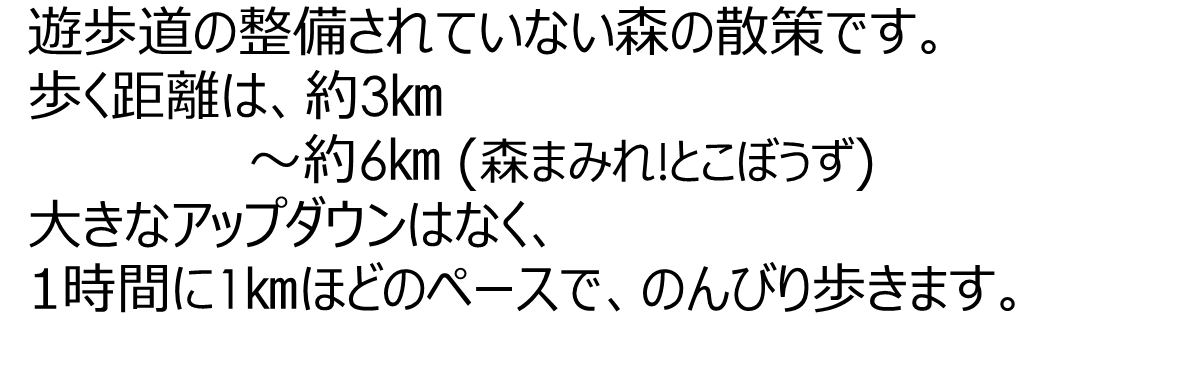 遊歩道の整備されていない森の散策です。
歩く距離は、約3km
～約6km (森まみれ!とこぼうず)
大きなアップダウンはなく、
１時間に1kmほどのペースで、のんびり歩きます。